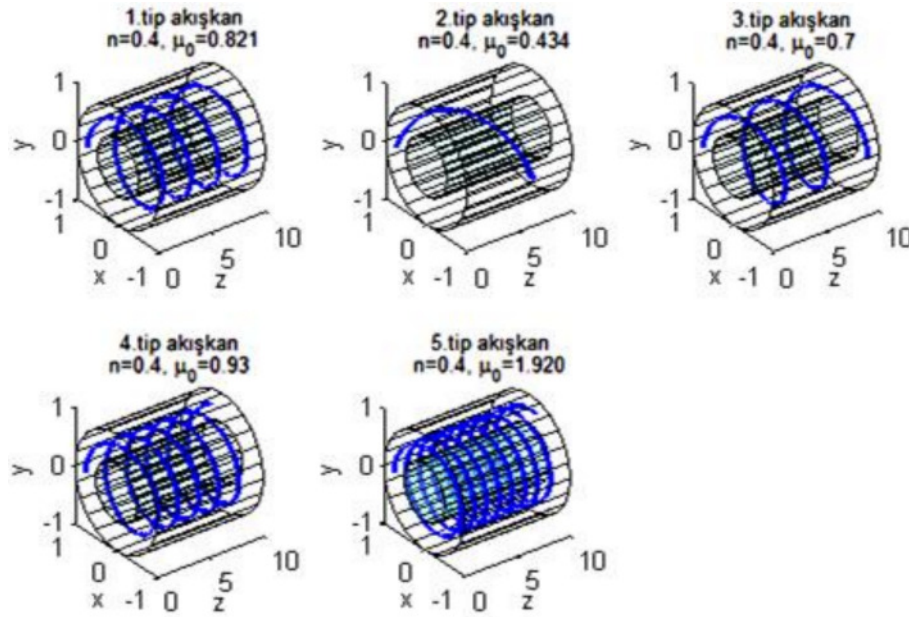 1.tip akışkan
n=0.4, μ0=0.821
2.tip akışkan
n=0.4, μ0=0.434
3.tip akışkan
n=0.4, μ0=0.7
1
0
-1
y
1
0
-1
x
0
5
10
z
1
0
-1
y
1
0
-1
x
0
5
10
z
1
0
-1
y
1
0
-1
x
0
5
10
z
4.tip akışkan
n=0.4, μ0=0.93
5.tip akışkan
n=0.4, μ0=1.920
1
0
-1
y
1
0
-1
x
0
5
10
z
1
0
-1
y
1
0
-1
x
0
5
10
z